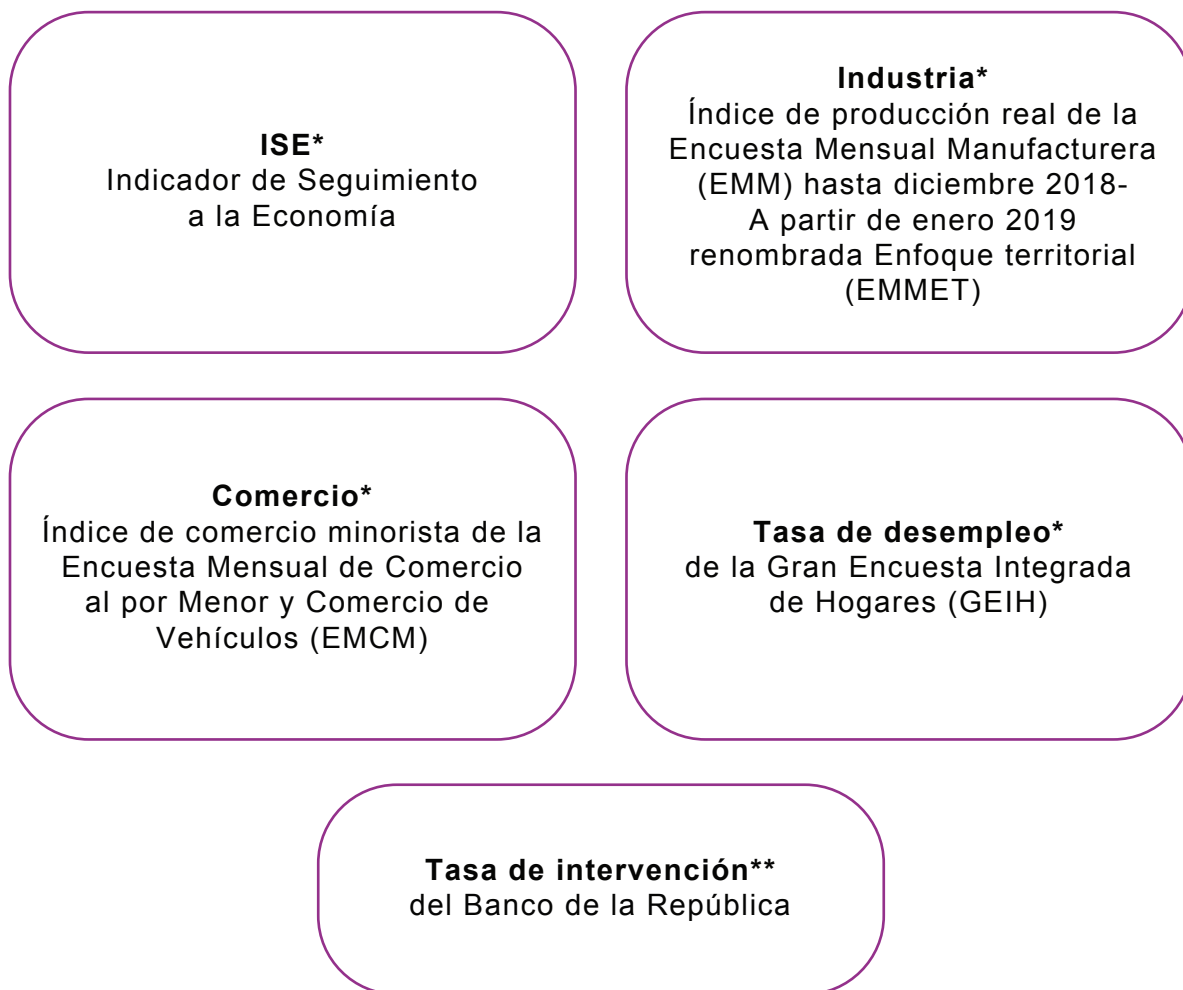 ISE*
Indicador de Seguimiento
a la Economía
Industria*
Índice de producción real de la
Encuesta Mensual Manufacturera
(EMM) hasta diciembre 2018-
A partir de enero 2019
renombrada Enfoque territorial
(EMMET)
Comercio*
Índice de comercio minorista de la
Encuesta Mensual de Comercio
al por Menor y Comercio de
Vehículos (EMCM)
Tasa de desempleo*
de la Gran Encuesta Integrada
de Hogares (GEIH)
Tasa de intervención**
del Banco de la República